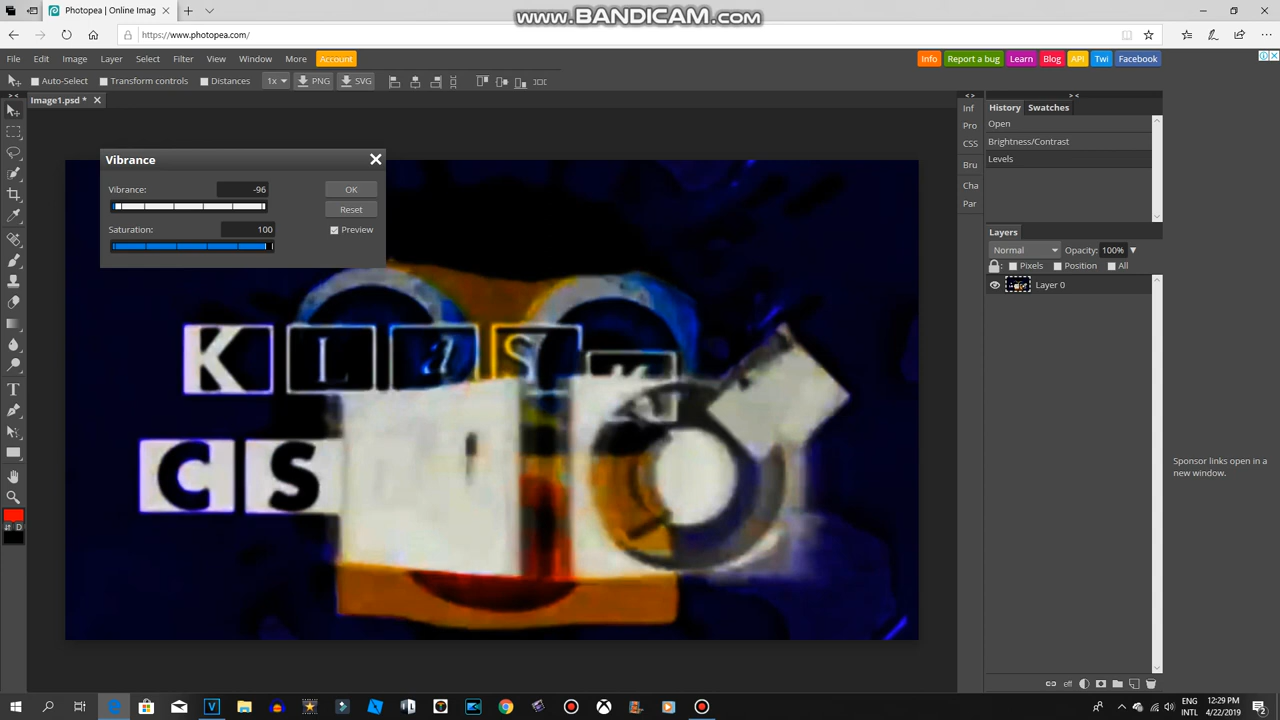 www.BANDICAM.com
Photopea | Online Imag
https://www.photopea.com/
File Edit Image Layer Select Filter View Window More Account
Info Report a bug Learn Blog API Twi Facebook
Auto-Select Transform controls Distances 1x PNG SVG
Image1.psd *
Inf
Pro
CSS
Bru
Cha
Par
History Swatches
Open
Brightness/Contrast
Levels
Layers
Normal Opacity: 100%
Pixels Position All
Layer 0
Vibrance
Vibrance: -96 OK
Reset
Saturation: 100 Preview
K L A S K
C S
T
D
Sponsor links open in a
new window.
ENG 12:29 PM
INTL 4/22/2019
2